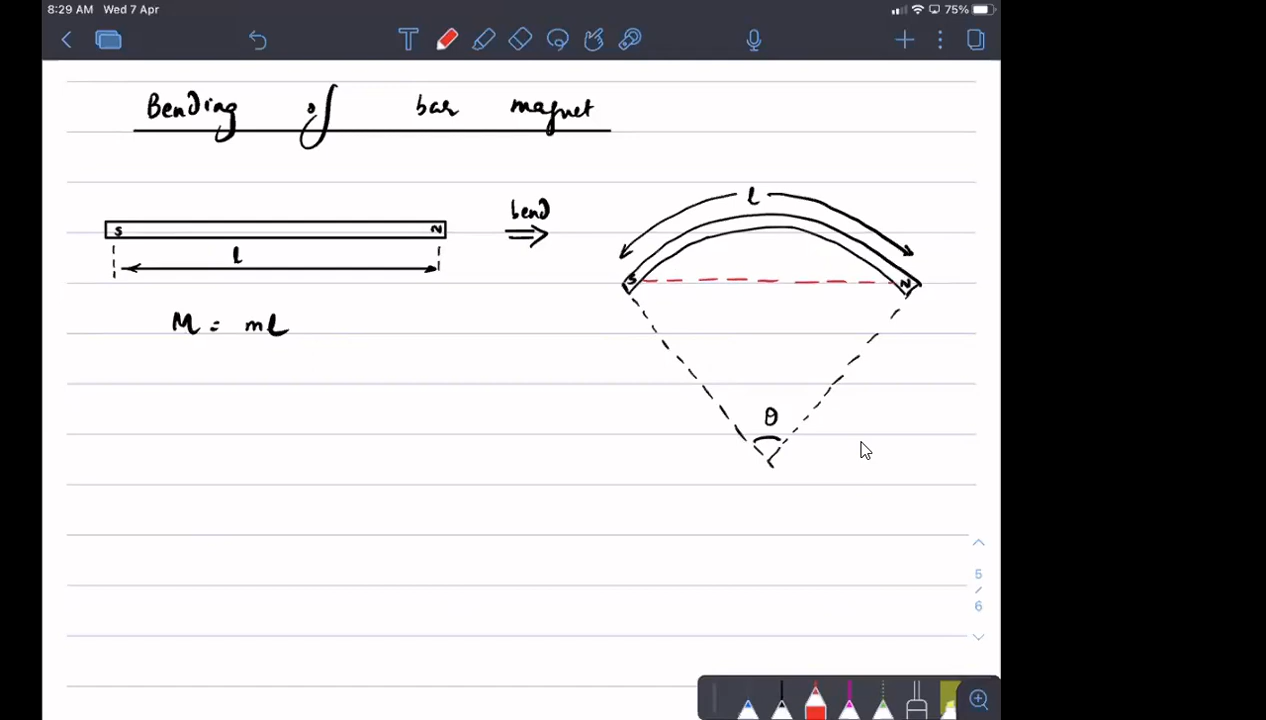 8:29 AM Wed 7 Apr
75%
T
Bending of bar magnet
S N
l
bend
l
S N
M = ml
θ
5
/
6